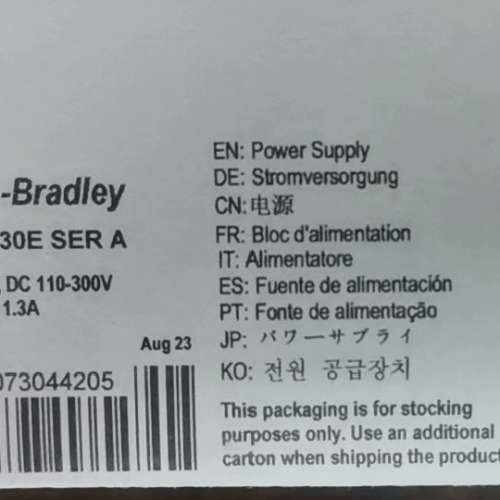 -Bradley
30E SER A
, DC 110-300V
1.3A
Aug 23
073044205
EN: Power Supply
DE: Stromversorgung
CN:电源
FR: Bloc d'alimentation
IT: Alimentatore
ES: Fuente de alimentación
PT: Fonte de alimentação
JP: パワーサプライ
KO: 전원 공급장치
This packaging is for stocking
purposes only. Use an additional
carton when shipping the product